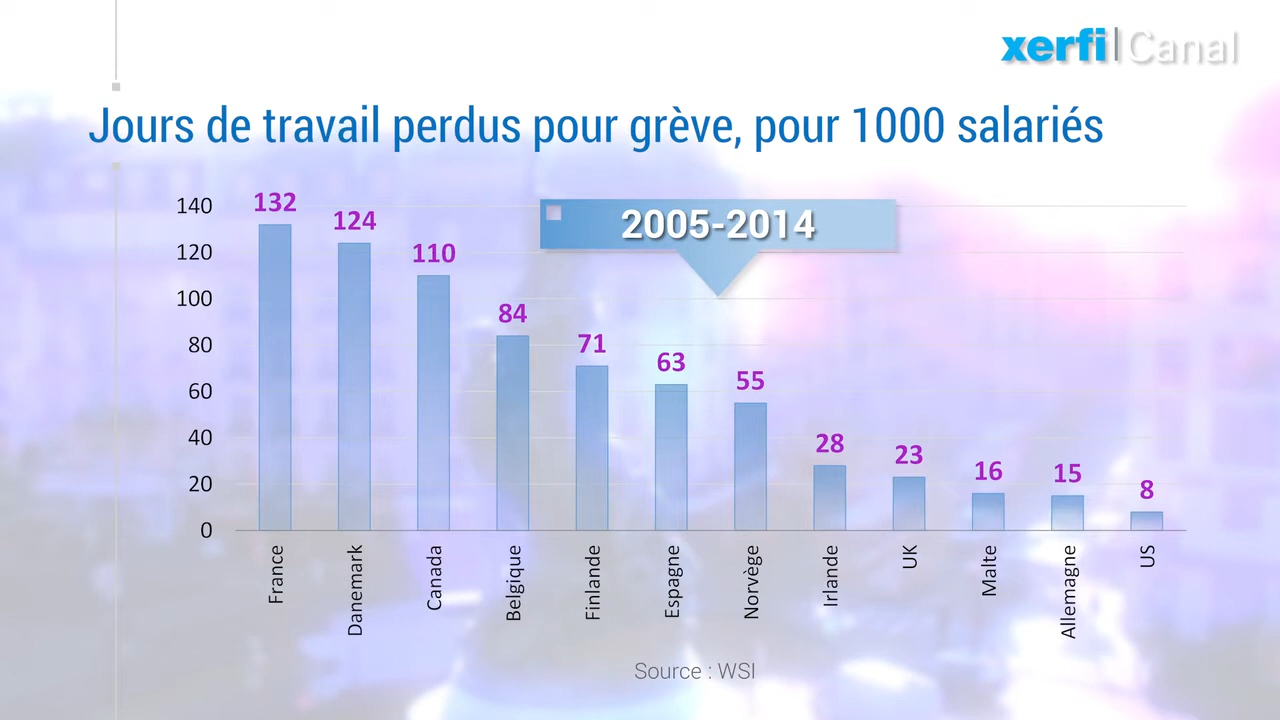 xerfi|Canal
Jours de travail perdus pour grève, pour 1000 salariés
2005-2014
140
120
100
80
60
40
20
0
132
124
110
84
71
63
55
28
23
16
15
8
France
Danemark
Canada
Belgique
Finlande
Espagne
Norvège
Irlande
UK
Malte
Allemagne
US
Source : WSI